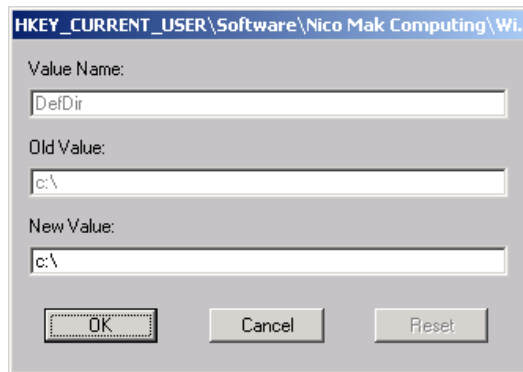 HKEY_CURRENT_USER\Software\Nico Mak Computing\Wi.
Value Name:
DefDir
Old Value:
c:\
New Value:
c:\
OK
Cancel
Reset